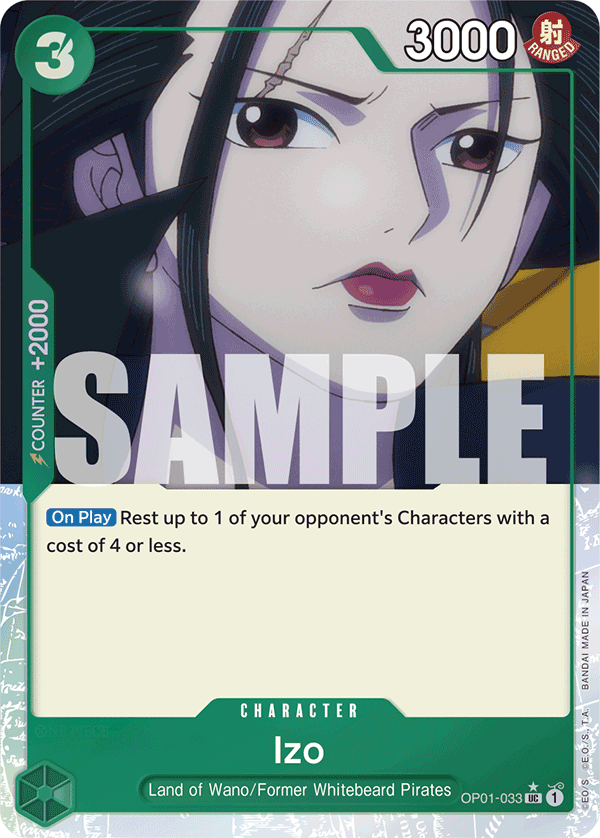 3
3000
射
RANGED
COUNTER +2000
SAMPLE
On Play Rest up to 1 of your opponent's Characters with a
cost of 4 or less.
CHARACTER
Izo
Land of Wano/Former Whitebeard Pirates
OP01-033 UC 1
©E.O./S. ©E.O./S., T.A. BANDAI MADE IN JAPAN